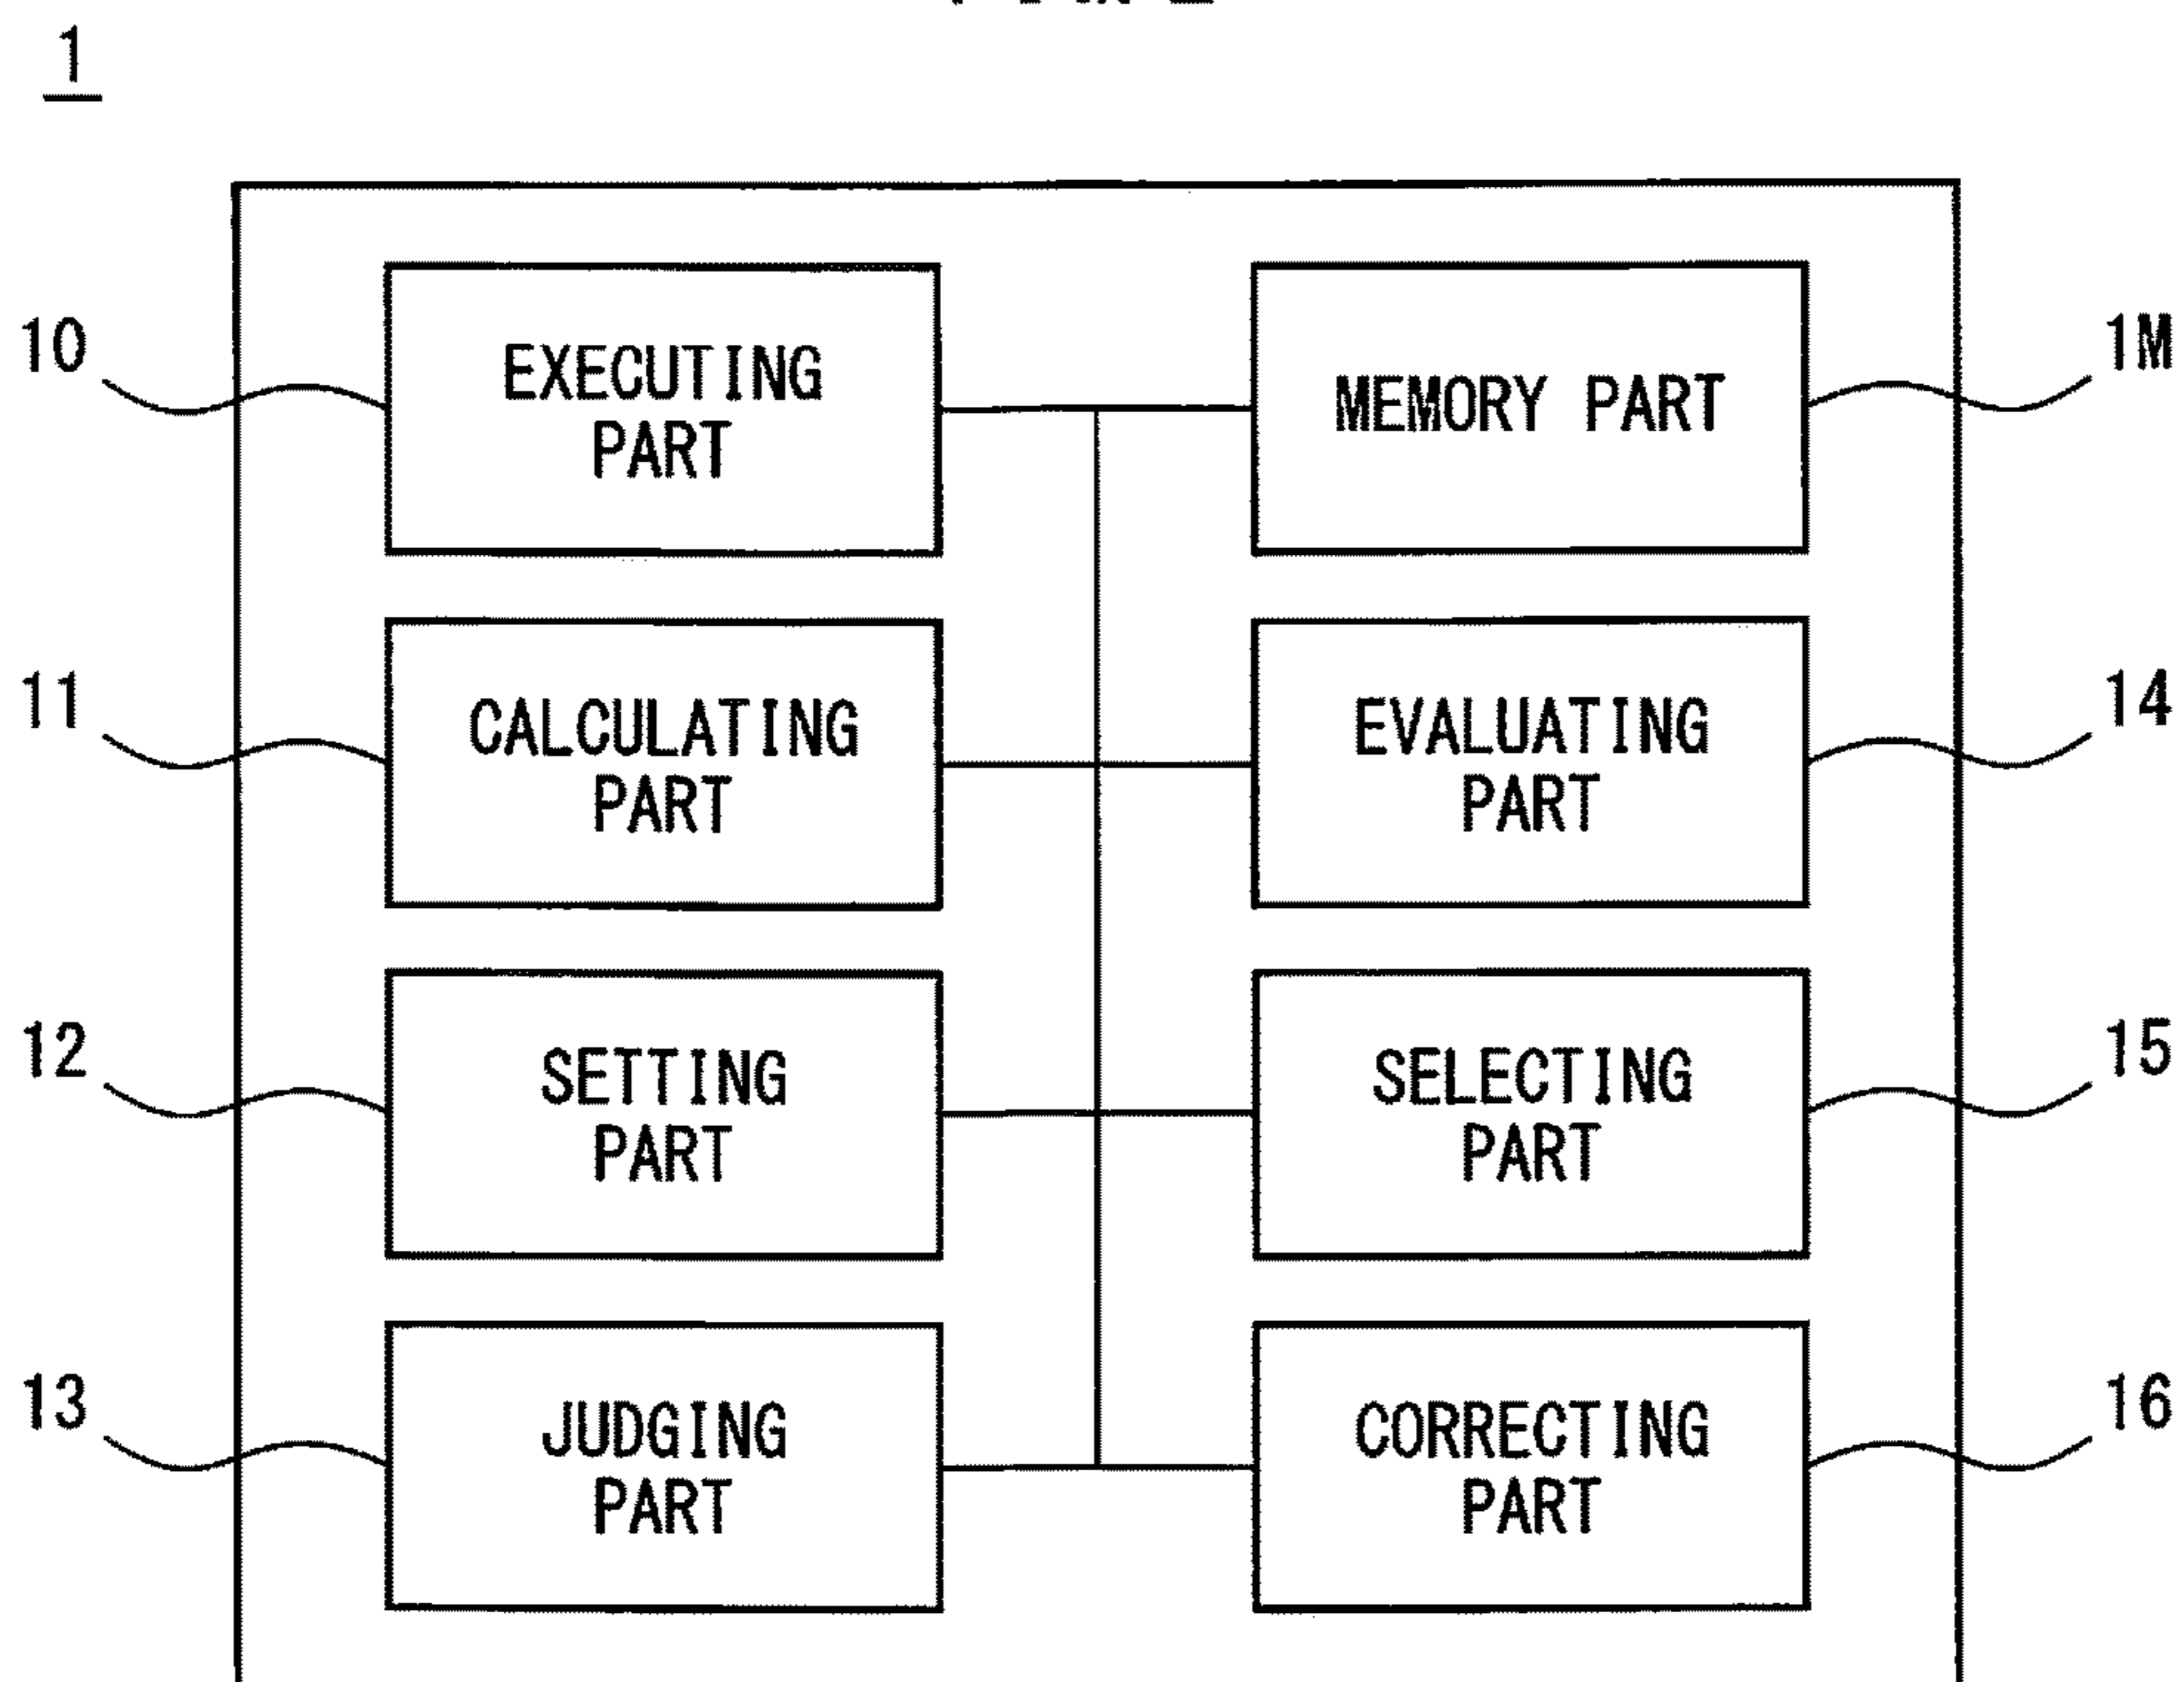 1
10
EXECUTING
PART
MEMORY PART
1M
11
CALCULATING
PART
EVALUATING
PART
14
12
SETTING
PART
SELECTING
PART
15
13
JUDGING
PART
CORRECTING
PART
16